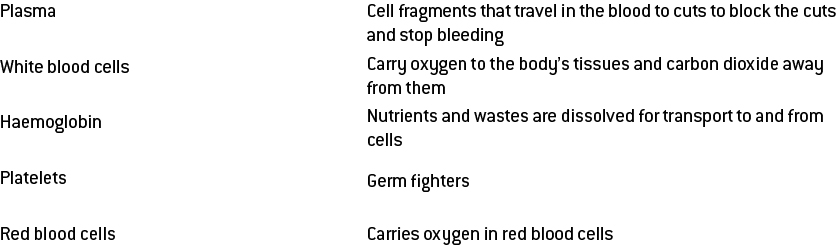 Plasma
Cell fragments that travel in the blood to cuts to block the cuts
and stop bleeding
White blood cells
Carry oxygen to the body's tissues and carbon dioxide away
from them
Haemoglobin
Nutrients and wastes are dissolved for transport to and from
cells
Platelets
Germ fighters
Red blood cells
Carries oxygen in red blood cells